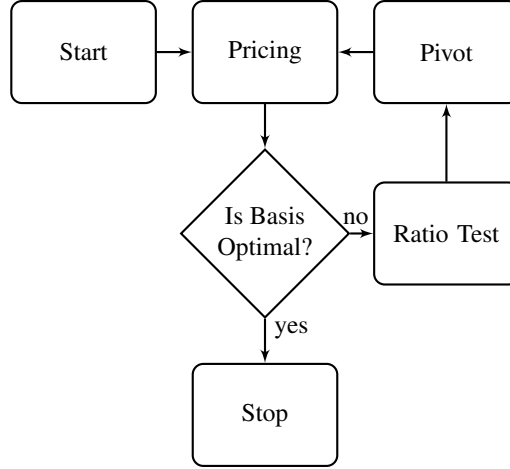 Start
Pricing
Pivot
Is Basis
Optimal?
no
Ratio Test
yes
Stop